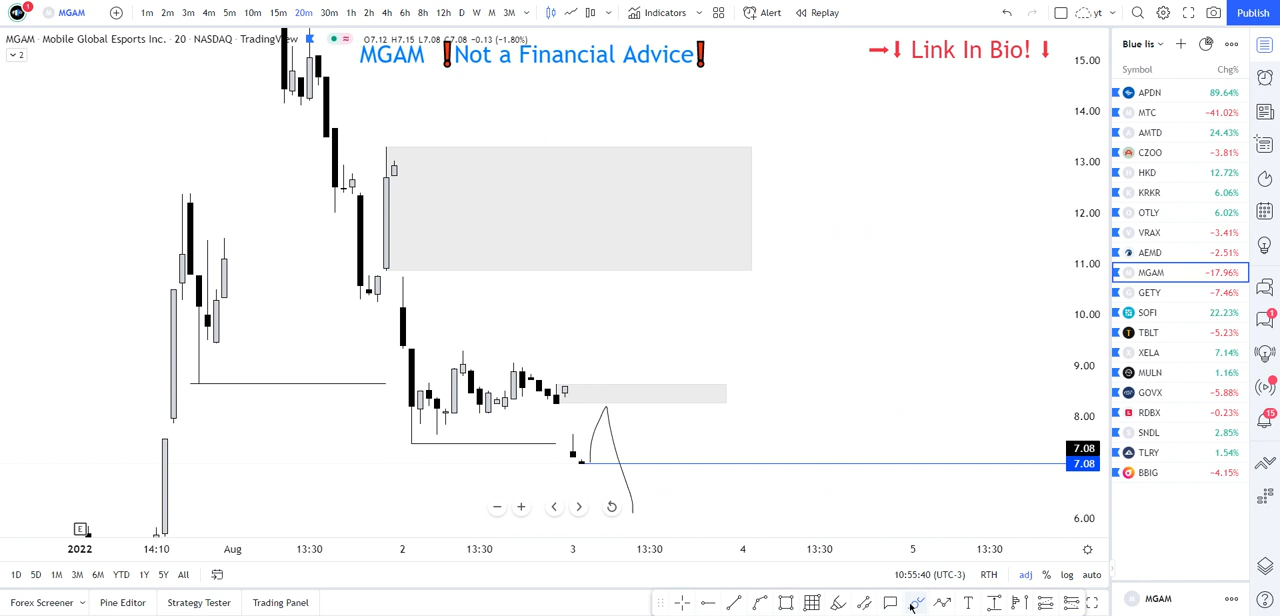 MGAM
1m 2m 3m 4m 5m 10m 15m 20m 30m 1h 2h 4h 6h 8h 12h D W M 3M
Indicators
Alert
Replay
yt
Publish
MGAM · Mobile Global Esports Inc. · 20 · NASDAQ · TradingView
O7.12 H7.15 L7.08 C7.08 −0.13 (−1.80%)
2
MGAM ❗Not a Financial Advice❗
→↓ Link In Bio! ↓
15.00
14.00
13.00
12.00
11.00
10.00
9.00
8.00
7.08
7.08
6.00
E
2022 14:10 Aug 13:30 2 13:30 3 13:30 4 13:30 5 13:30
1D 5D 1M 3M 6M YTD 1Y 5Y All
10:55:40 (UTC-3) RTH adj % log auto
Forex Screener Pine Editor Strategy Tester Trading Panel
Blue lis
Symbol Chg%
APDN 89.64%
MTC −41.02%
AMTD 24.43%
CZOO −3.81%
HKD 12.72%
KRKR 6.06%
OTLY 6.02%
VRAX −3.41%
AEMD −2.51%
MGAM −17.96%
GETY −7.46%
SOFI 22.23%
TBLT −5.23%
XELA 7.14%
MULN 1.16%
GOVX −5.88%
RDBX −0.23%
SNDL 2.85%
TLRY 1.54%
BBIG −4.15%
MGAM
1
1
15